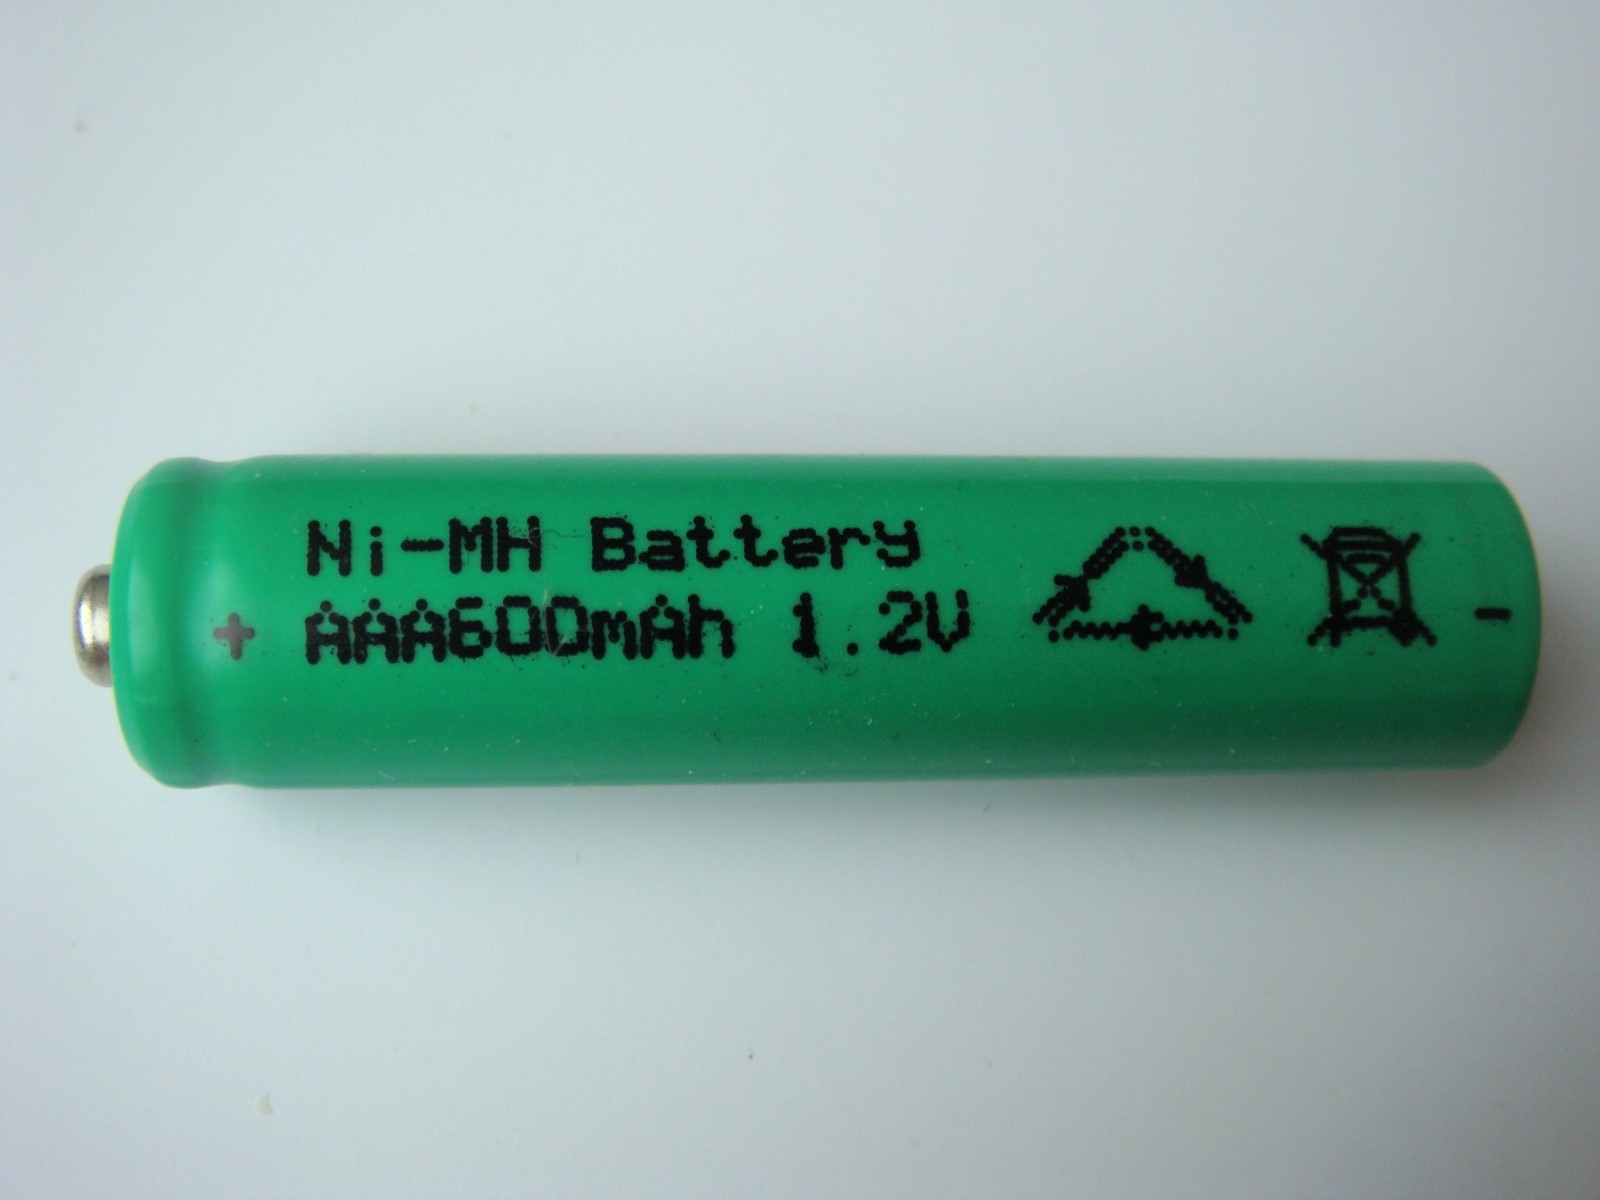 Ni-MH Battery
+ AAA600mAh 1.2V -